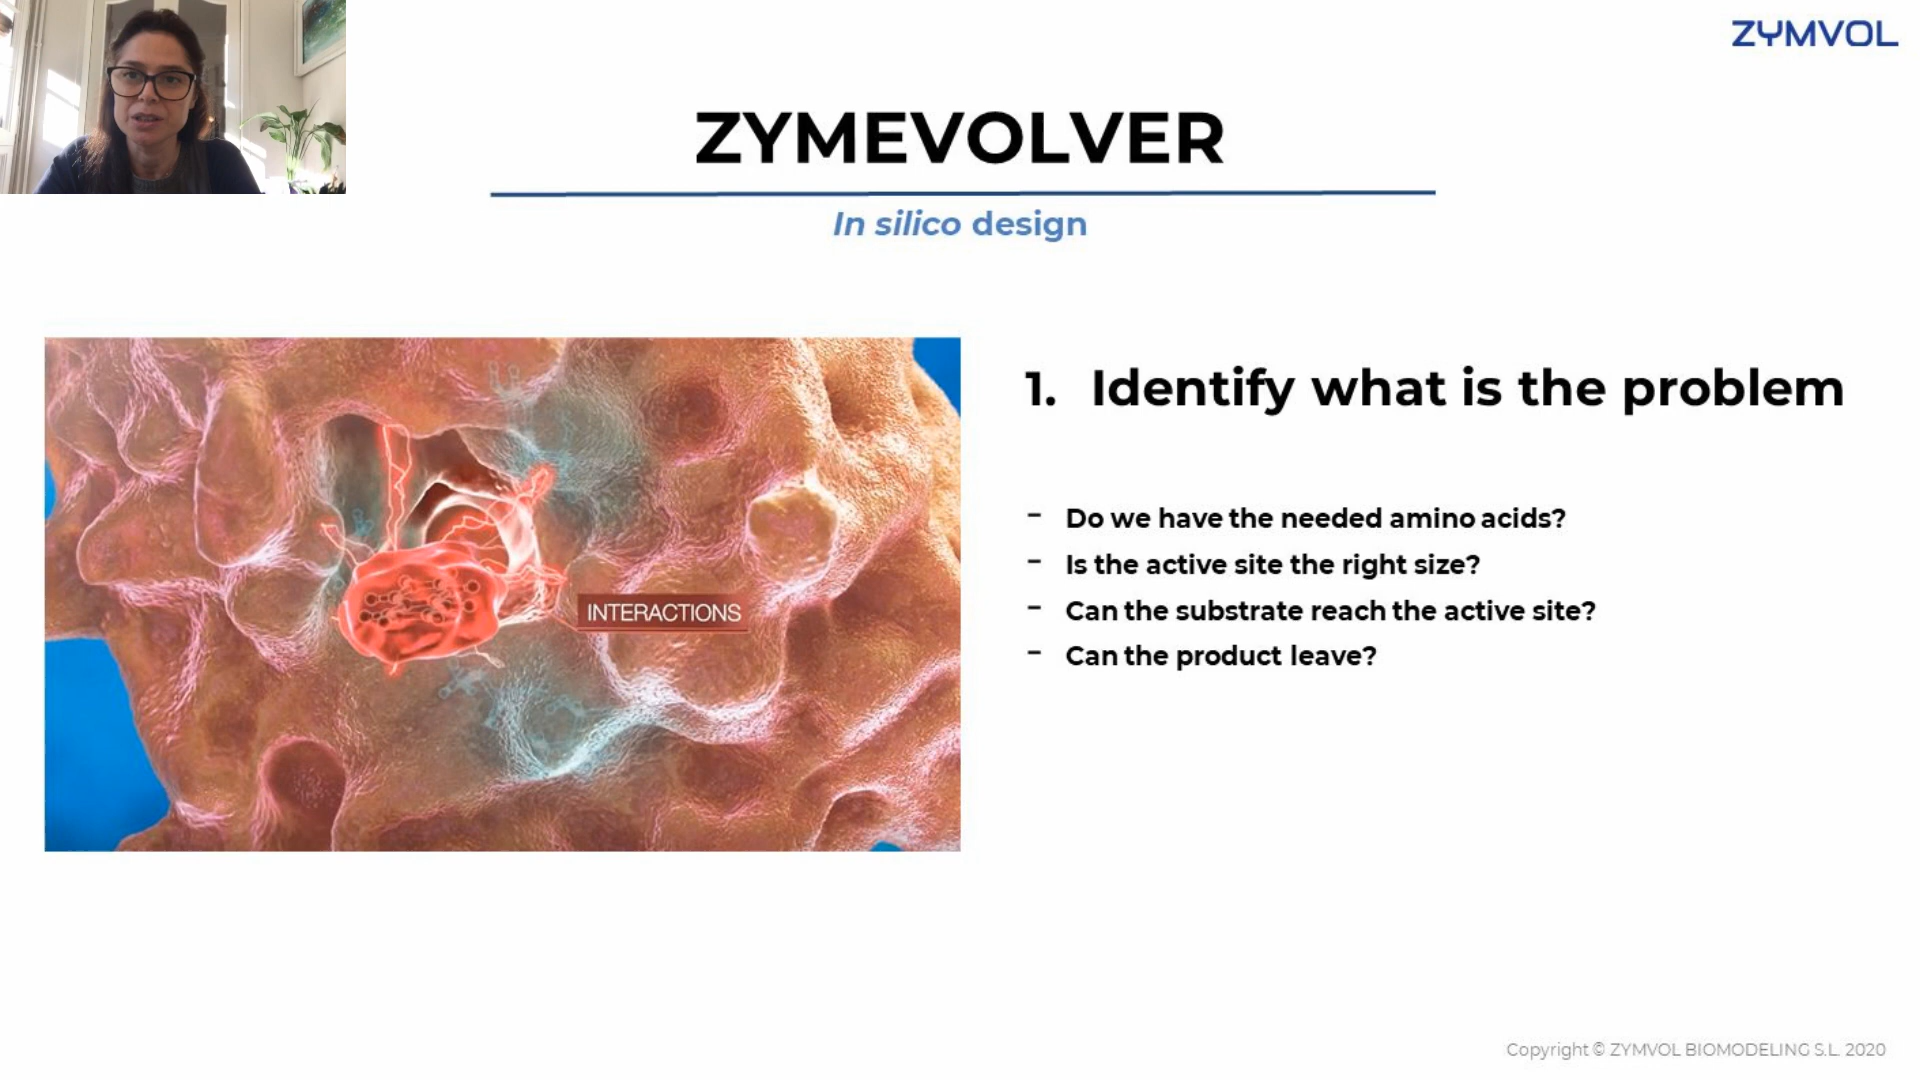 ZYMVOL
ZYMEVOLVER
In silico design
1. Identify what is the problem
- Do we have the needed amino acids?
- Is the active site the right size?
- Can the substrate reach the active site?
- Can the product leave?
INTERACTIONS
Copyright © ZYMVOL BIOMODELING S.L. 2020